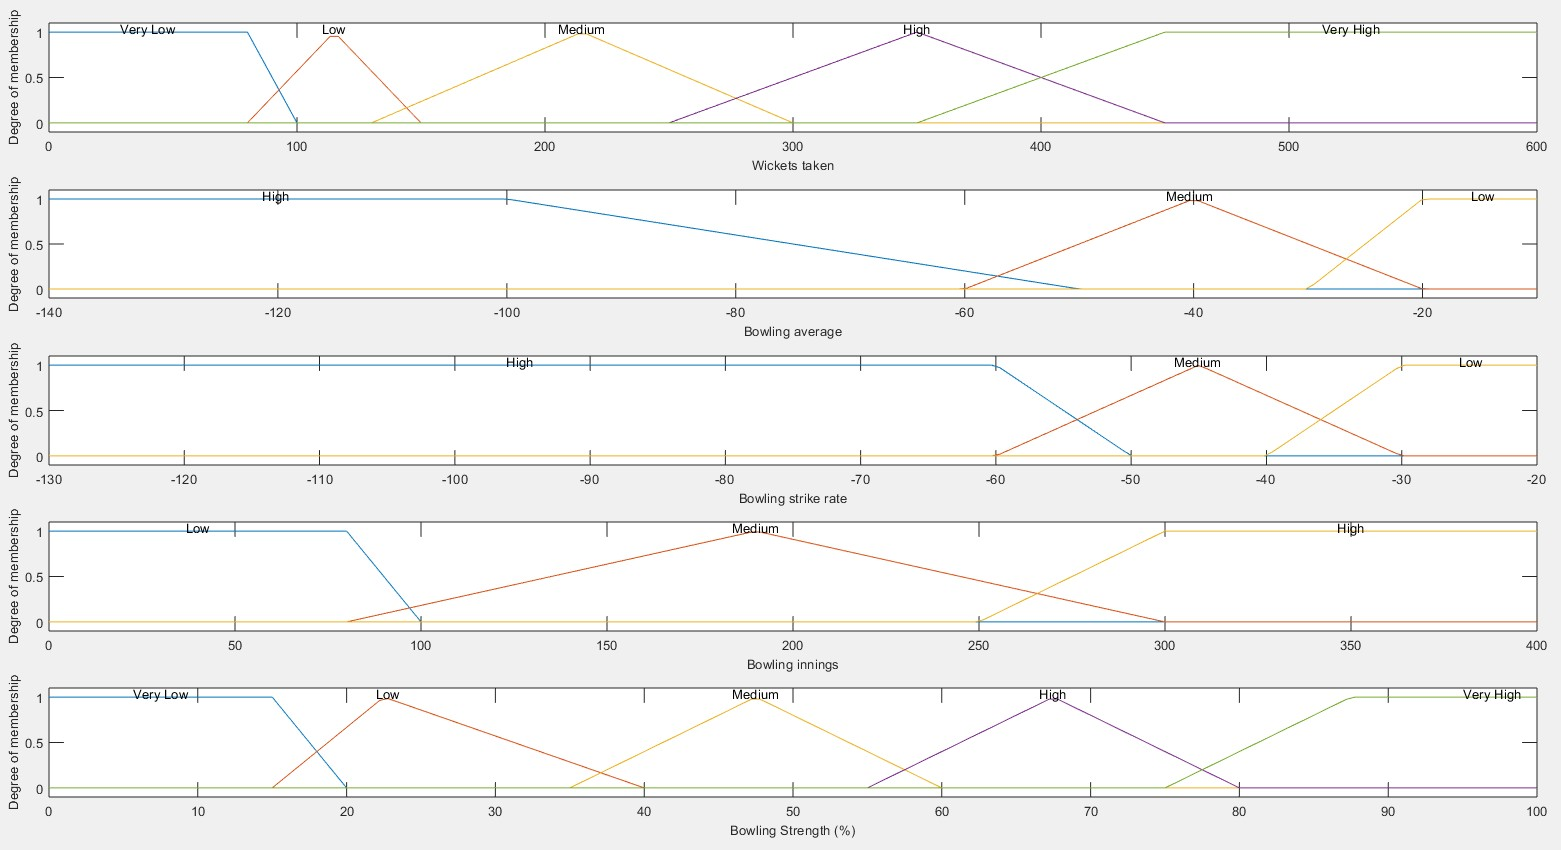 Degree of membership
1
0.5
0
Very Low Low Medium High Very High
0 100 200 300 400 500 600
Wickets taken
Degree of membership
1
0.5
0
High Medium Low
-140 -120 -100 -80 -60 -40 -20
Bowling average
Degree of membership
1
0.5
0
High Medium Low
-130 -120 -110 -100 -90 -80 -70 -60 -50 -40 -30 -20
Bowling strike rate
Degree of membership
1
0.5
0
Low Medium High
0 50 100 150 200 250 300 350 400
Bowling innings
Degree of membership
1
0.5
0
Very Low Low Medium High Very High
0 10 20 30 40 50 60 70 80 90 100
Bowling Strength (%)